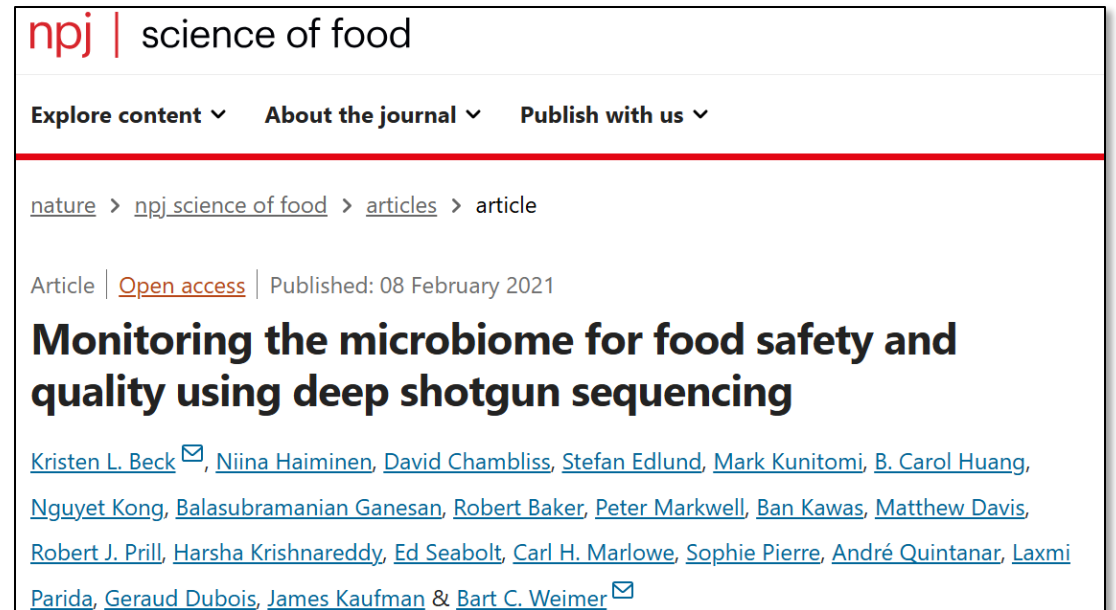 npj | science of food
Explore content Ⅴ About the journal Ⅴ Publish with us Ⅴ
nature > npj science of food > articles > article
Article | Open access | Published: 08 February 2021
Monitoring the microbiome for food safety and
quality using deep shotgun sequencing
Kristen L. Beck, Niina Haiminen, David Chambliss, Stefan Edlund, Mark Kunitomi, B. Carol Huang,
Nguyet Kong, Balasubramanian Ganesan, Robert Baker, Peter Markwell, Ban Kawas, Matthew Davis,
Robert J. Prill, Harsha Krishnareddy, Ed Seabolt, Carl H. Marlowe, Sophie Pierre, André Quintanar, Laxmi
Parida, Geraud Dubois, James Kaufman & Bart C. Weimer